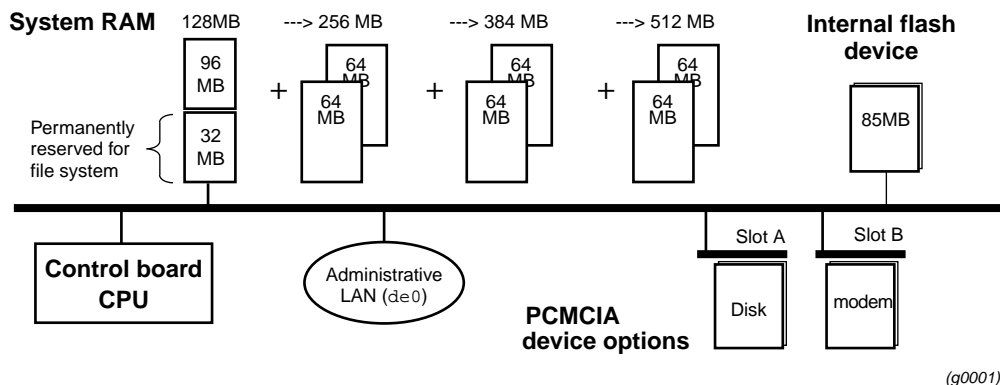 System RAM
128MB
---> 256 MB
---> 384 MB
---> 512 MB
Internal flash
device
96
MB
+
64
MB
64
MB
+
64
MB
64
MB
+
64
MB
64
MB
85MB
Permanently
reserved for
file system
32
MB
Control board
CPU
Administrative
LAN (de0)
PCMCIA
device options
Slot A
Disk
Slot B
modem
(g0001)